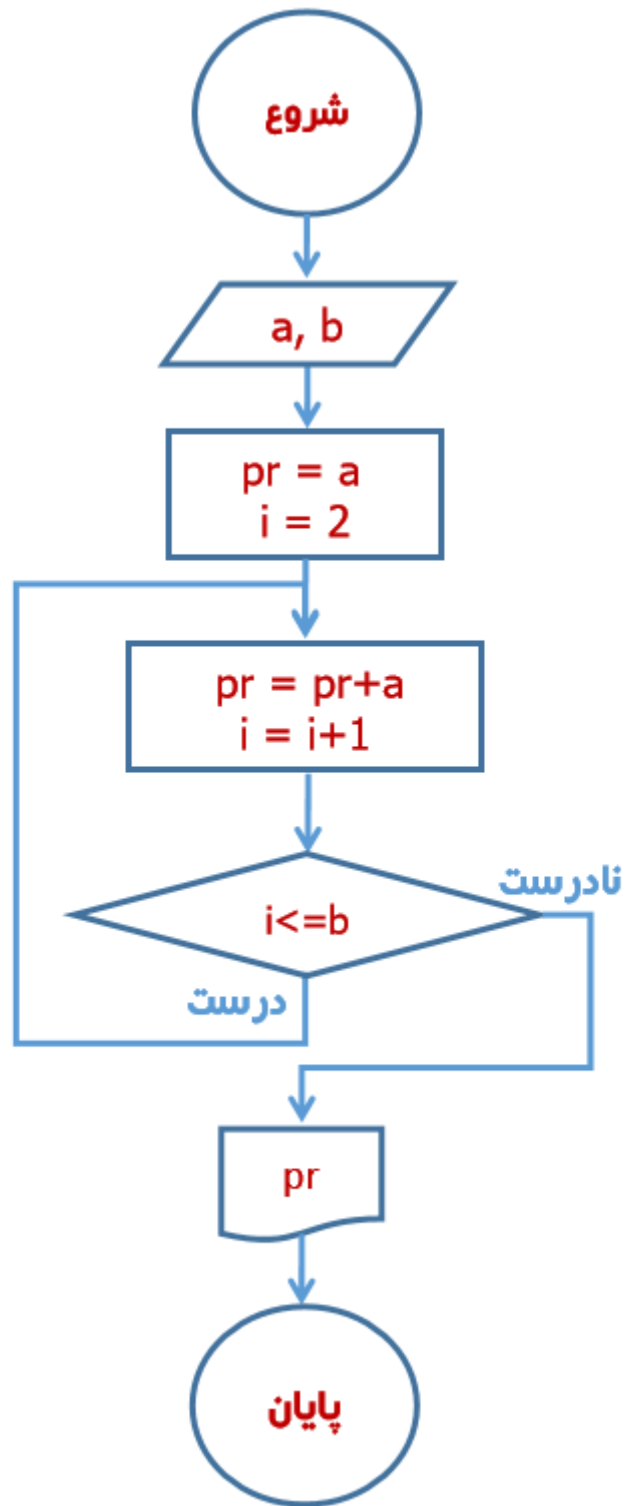 شروع
a, b
pr = a
i = 2
pr = pr+a
i = i+1
i<=b
نادرست
درست
pr
پایان